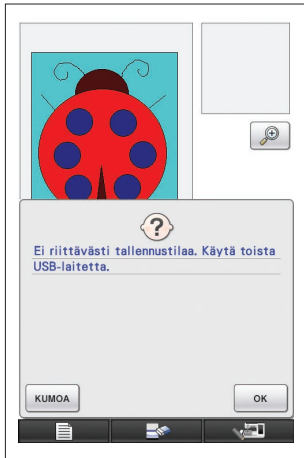 ?
Ei riittävästi tallennustilaa. Käytä toista
USB-laitetta.
KUMOA
OK